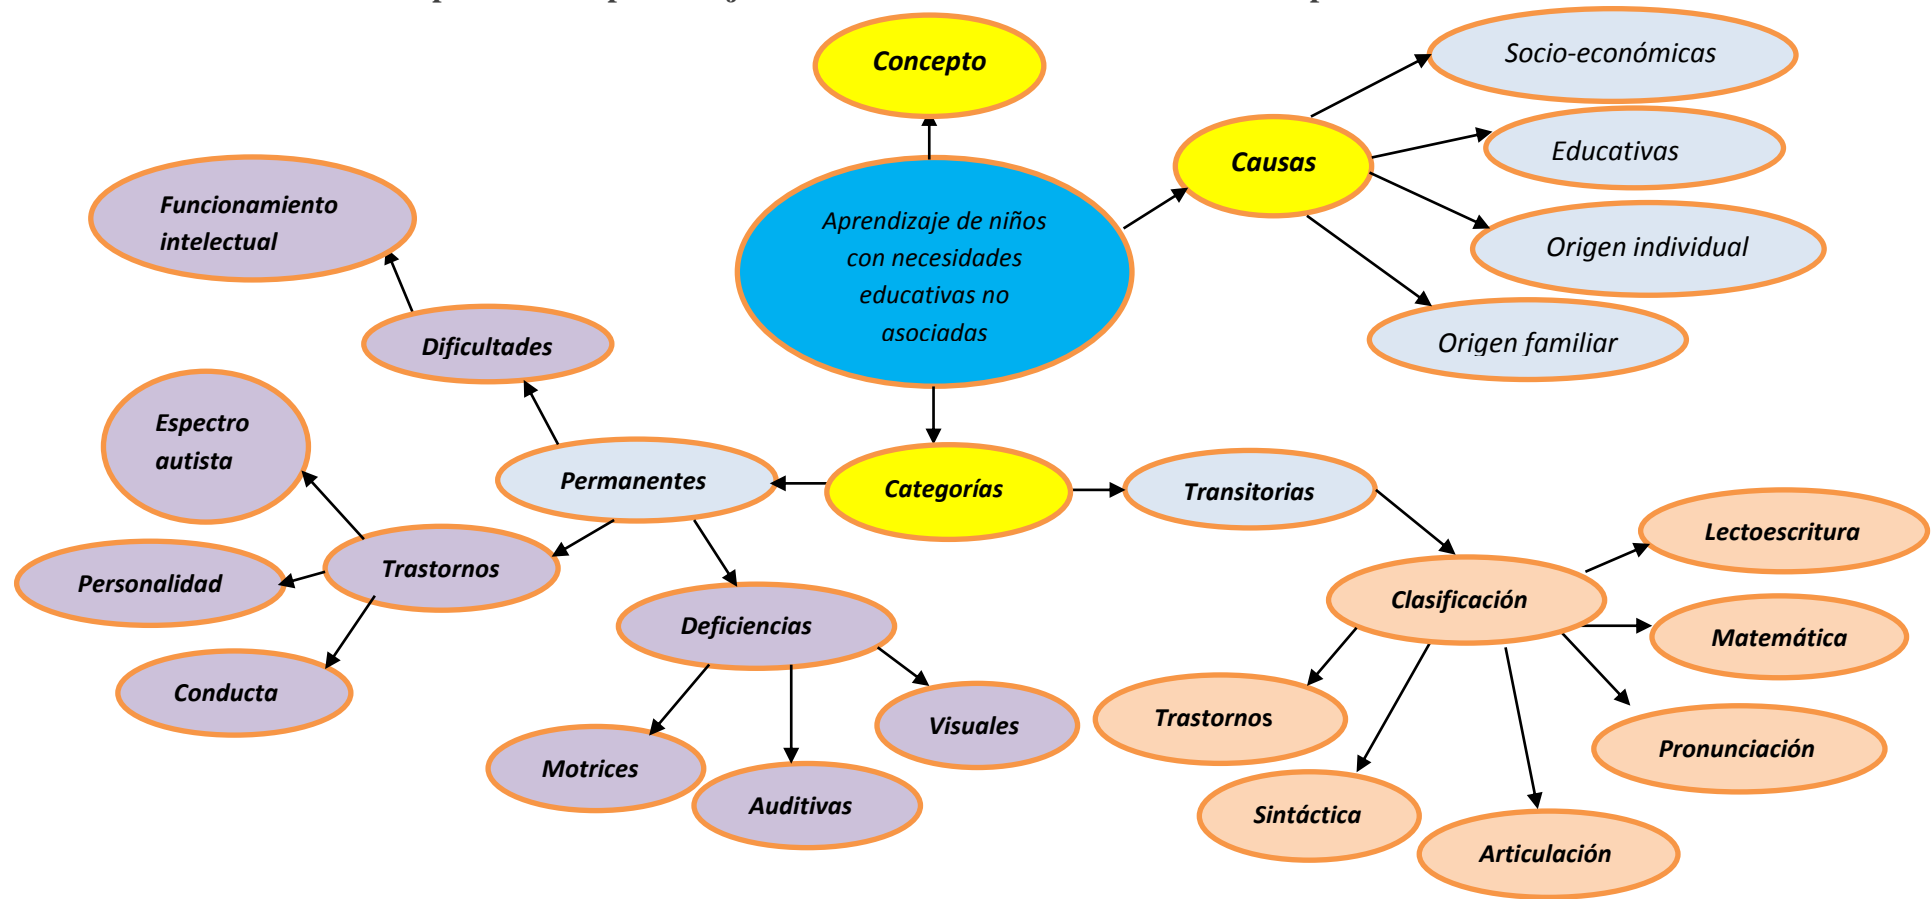 Concepto
Socio-económicas
Causas
Educativas
Origen individual
Origen familiar
Aprendizaje de niños
con necesidades
educativas no
asociadas
Funcionamiento
intelectual
Dificultades
Espectro
autista
Permanentes
Categorías
Transitorias
Trastornos
Personalidad
Conducta
Deficiencias
Motrices
Auditivas
Visuales
Lectoescritura
Clasificación
Matemática
Trastornos
Pronunciación
Sintáctica
Articulación